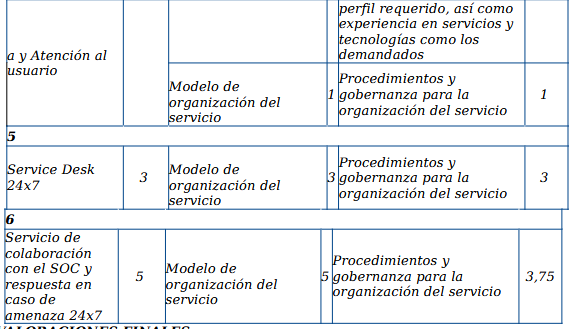 perfil requerido, así como
experiencia en servicios y
tecnologías como los
demandados
a y Atención al
usuario
Modelo de
organización del
servicio
1
Procedimientos y
gobernanza para la
organización del servicio
1
5
Service Desk
24x7
3
Modelo de
organización del
servicio
3
Procedimientos y
gobernanza para la
organización del servicio
3
6
Servicio de
colaboración
con el SOC y
respuesta en
caso de
amenaza 24x7
5
Modelo de
organización del
servicio
5
Procedimientos y
gobernanza para la
organización del servicio
3,75
VALORACIONES FINALES